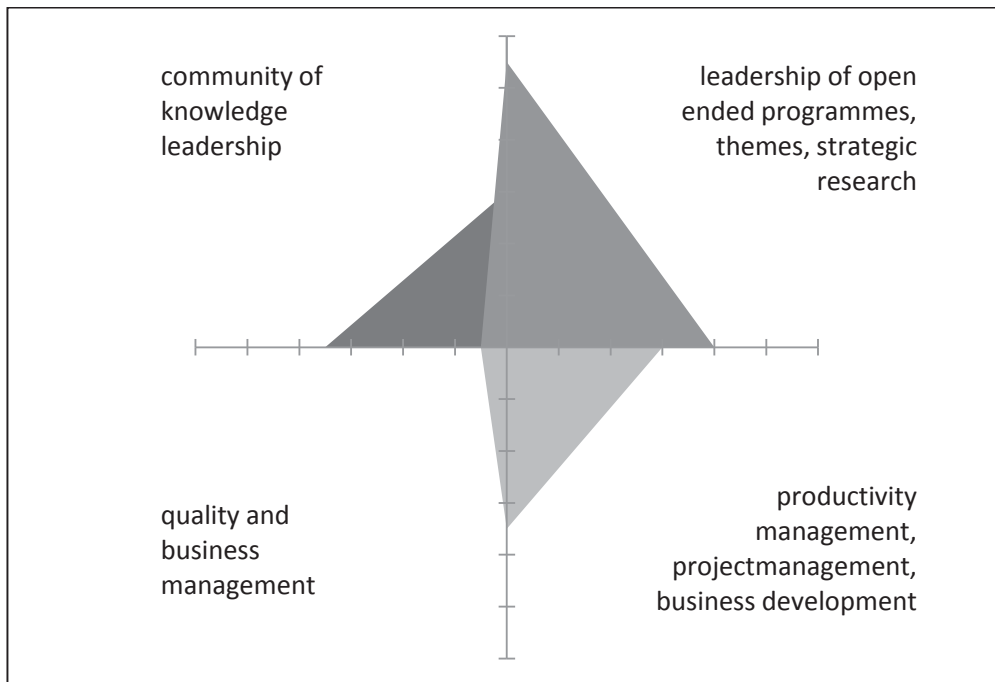 community of
knowledge
leadership
leadership of open
ended programmes,
themes, strategic
research
quality and
business
management
productivity
management,
projectmanagement,
business development